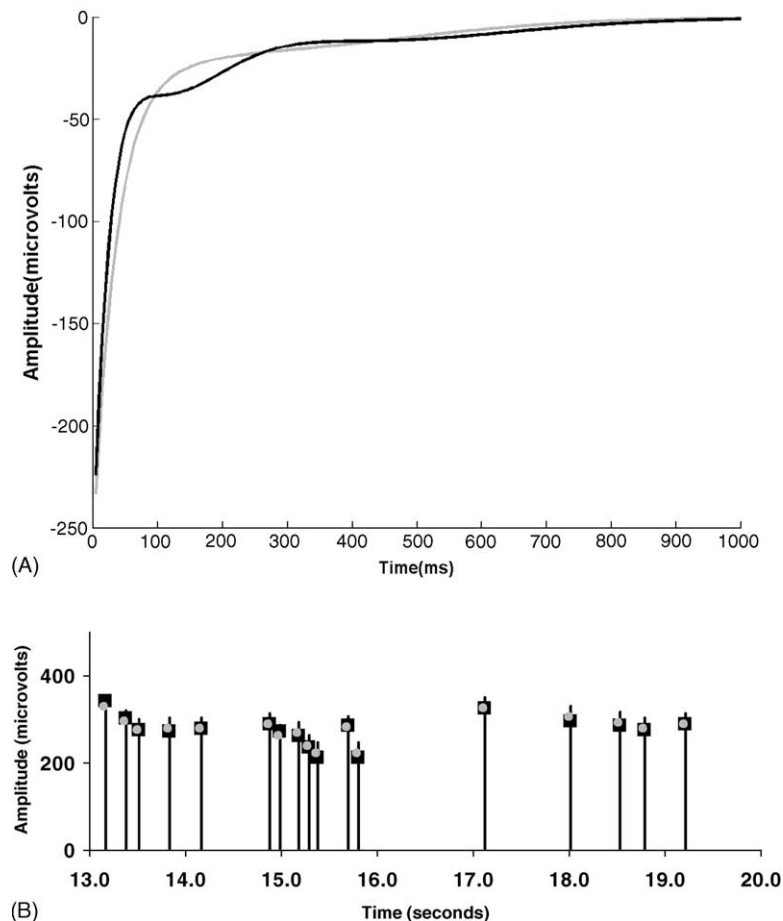 0
-50
-100
-150
-200
-250
Amplitude(microvolts)
0 100 200 300 400 500 600 700 800 900 1000
Time(ms)
(A)
400
200
0
Amplitude (microvolts)
13.0 14.0 15.0 16.0 17.0 18.0 19.0 20.0
Time (seconds)
(B)